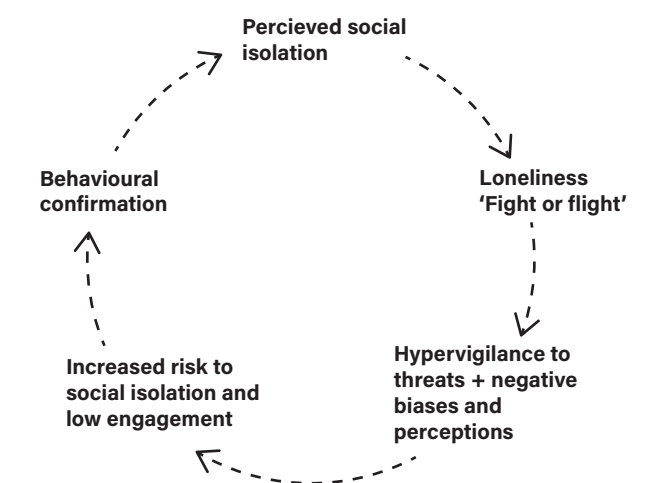 Percieved social
isolation
Loneliness
‘Fight or flight’
Hypervigilance to
threats + negative
biases and
perceptions
Increased risk to
social isolation and
low engagement
Behavioural
confirmation